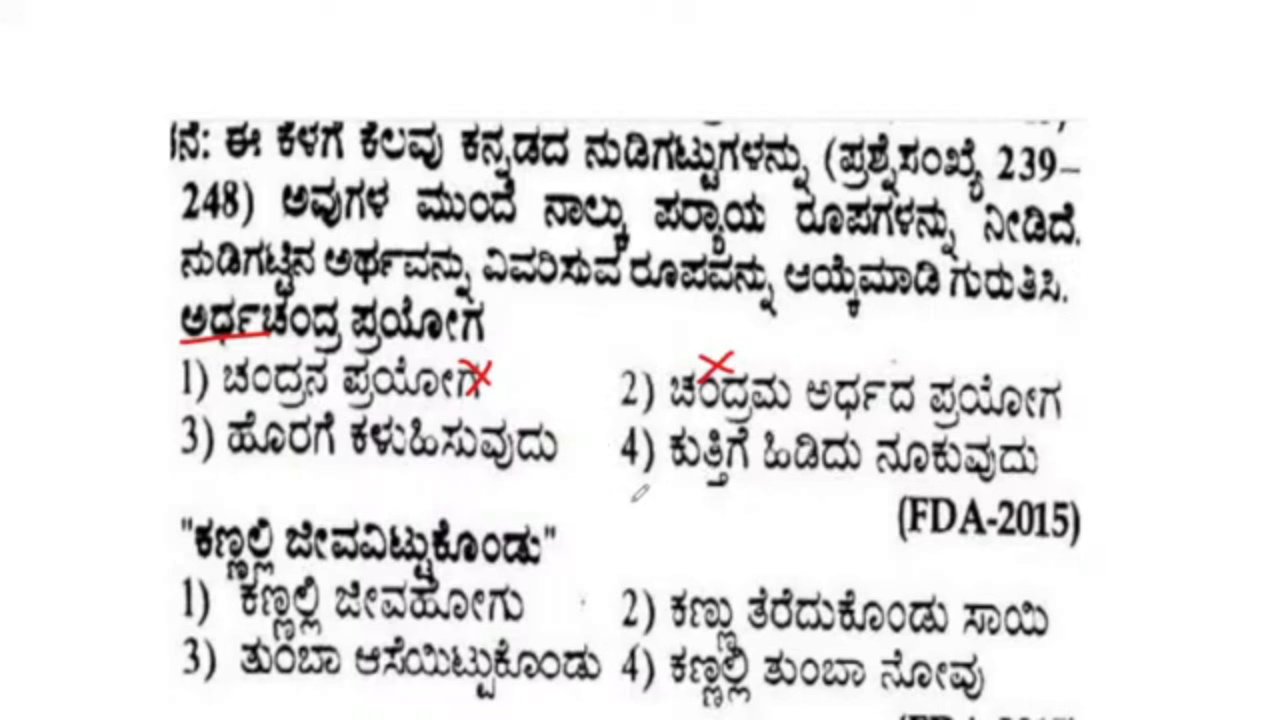 ನೆ: ಈ ಕೆಳಗೆ ಕೆಲವು ಕನ್ನಡದ ನುಡಿಗಟ್ಟುಗಳನ್ನು (ಪ್ರಶ್ನೆಸಂಖ್ಯೆ 239–
248) ಅವುಗಳ ಮುಂದೆ ನಾಲ್ಕು ಪರ‍್ಯಾಯ ರೂಪಗಳನ್ನು ನೀಡಿದೆ.
ನುಡಿಗಟ್ಟಿನ ಅರ್ಥವನ್ನು ವಿವರಿಸುವ ರೂಪವನ್ನು ಆಯ್ಕೆಮಾಡಿ ಗುರುತಿಸಿ.
ಅರ್ಧಚಂದ್ರ ಪ್ರಯೋಗ
1) ಚಂದ್ರನ ಪ್ರಯೋಗ 2) ಚಂದ್ರಮ ಅರ್ಧದ ಪ್ರಯೋಗ
3) ಹೊರಗೆ ಕಳುಹಿಸುವುದು 4) ಕುತ್ತಿಗೆ ಹಿಡಿದು ನೂಕುವುದು
(FDA-2015)
"ಕಣ್ಣಲ್ಲಿ ಜೀವವಿಟ್ಟುಕೊಂಡು"
1) ಕಣ್ಣಲ್ಲಿ ಜೀವಹೋಗು 2) ಕಣ್ಣು ತೆರೆದುಕೊಂಡು ಸಾಯಿ
3) ತುಂಬಾ ಆಸೆಯಿಟ್ಟುಕೊಂಡು 4) ಕಣ್ಣಲ್ಲಿ ತುಂಬಾ ನೋವು